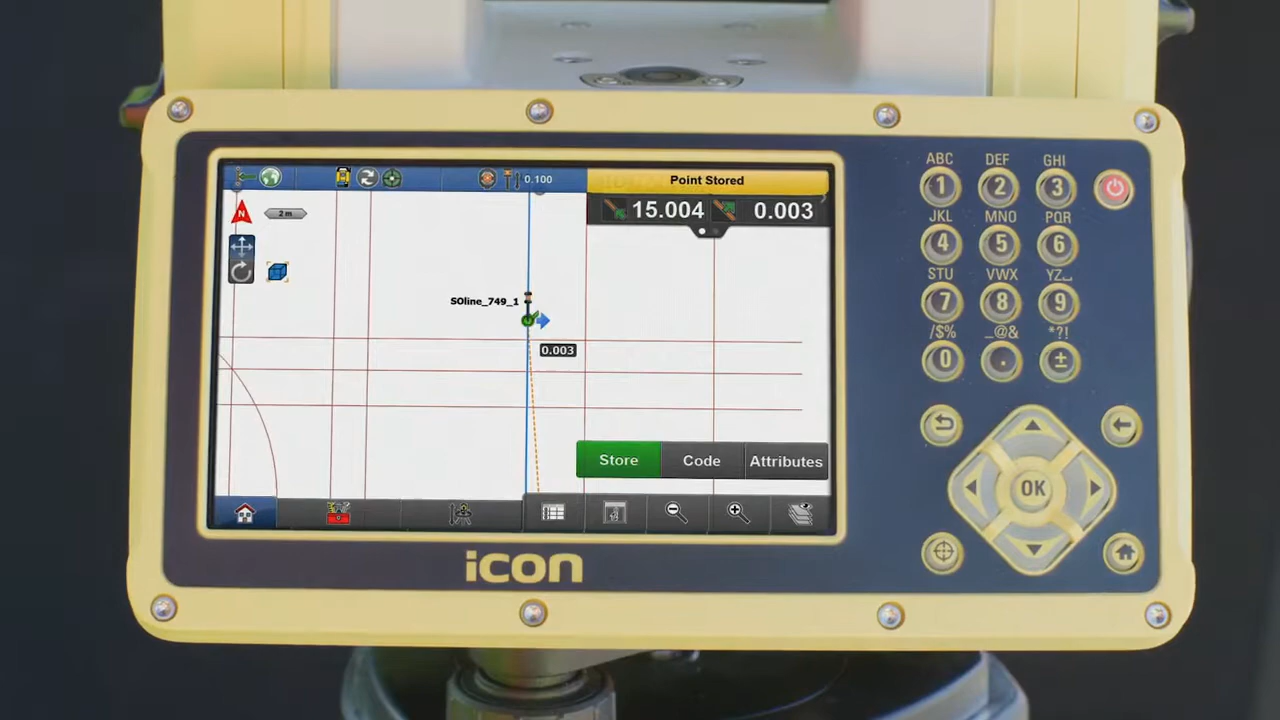 0.100
Point Stored
N
2 m
15.004
0.003
SOline_749_1
0.003
Store
Code
Attributes
iCON
ABC
DEF
GHI
1
2
3
JKL
MNO
PQR
4
5
6
STU
VWX
YZ⎵
7
8
9
/$%
_@&
*?!
0
.
±
OK